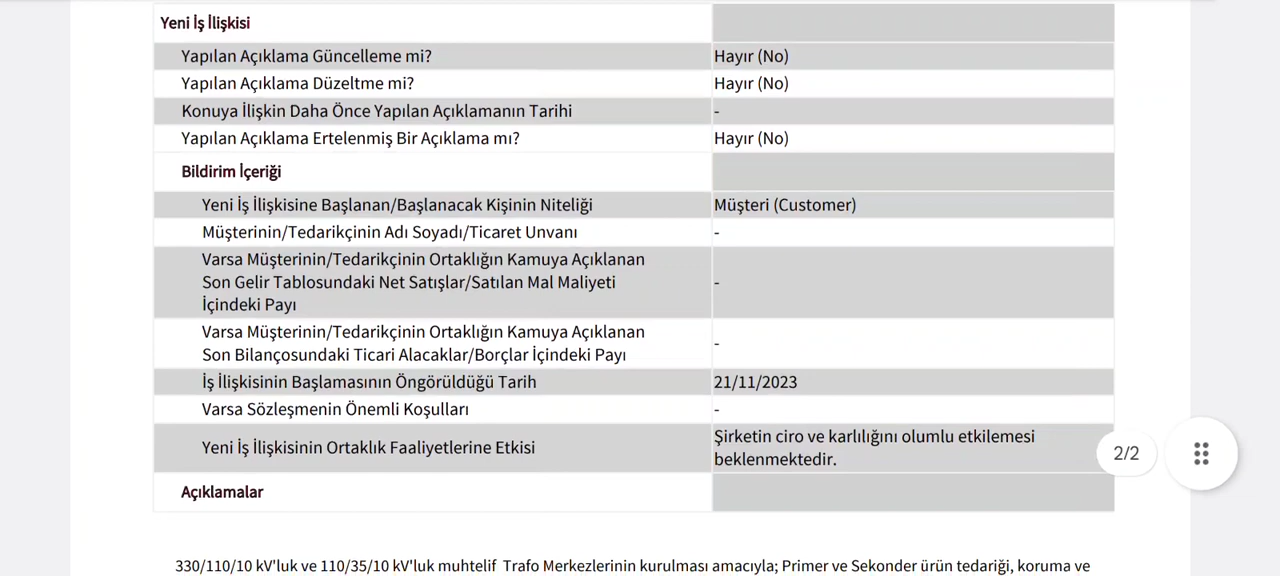 Yeni İş İlişkisi
Yapılan Açıklama Güncelleme mi? Hayır (No)
Yapılan Açıklama Düzeltme mi? Hayır (No)
Konuya İlişkin Daha Önce Yapılan Açıklamanın Tarihi -
Yapılan Açıklama Ertelenmiş Bir Açıklama mı? Hayır (No)
Bildirim İçeriği
Yeni İş İlişkisine Başlanan/Başlanacak Kişinin Niteliği Müşteri (Customer)
Müşterinin/Tedarikçinin Adı Soyadı/Ticaret Unvanı -
Varsa Müşterinin/Tedarikçinin Ortaklığın Kamuya Açıklanan
Son Gelir Tablosundaki Net Satışlar/Satılan Mal Maliyeti -
İçindeki Payı
Varsa Müşterinin/Tedarikçinin Ortaklığın Kamuya Açıklanan
Son Bilançosundaki Ticari Alacaklar/Borçlar İçindeki Payı -
İş İlişkisinin Başlamasının Öngörüldüğü Tarih 21/11/2023
Varsa Sözleşmenin Önemli Koşulları -
Yeni İş İlişkisinin Ortaklık Faaliyetlerine Etkisi Şirketin ciro ve karlılığını olumlu etkilemesi
beklenmektedir.
2/2
Açıklamalar
330/110/10 kV'luk ve 110/35/10 kV'luk muhtelif Trafo Merkezlerinin kurulması amacıyla; Primer ve Sekonder ürün tedariği, koruma ve